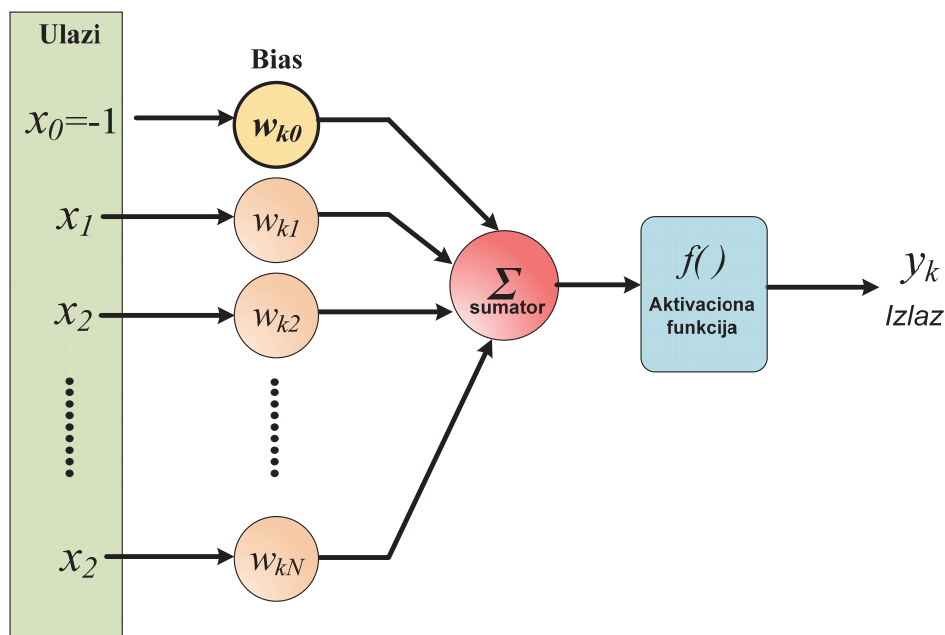 Ulazi
Bias
x0=-1
wk0
x1
wk1
x2
wk2
x2
wkN
Σ
sumator
f( )
Aktivaciona
funkcija
yk
Izlaz